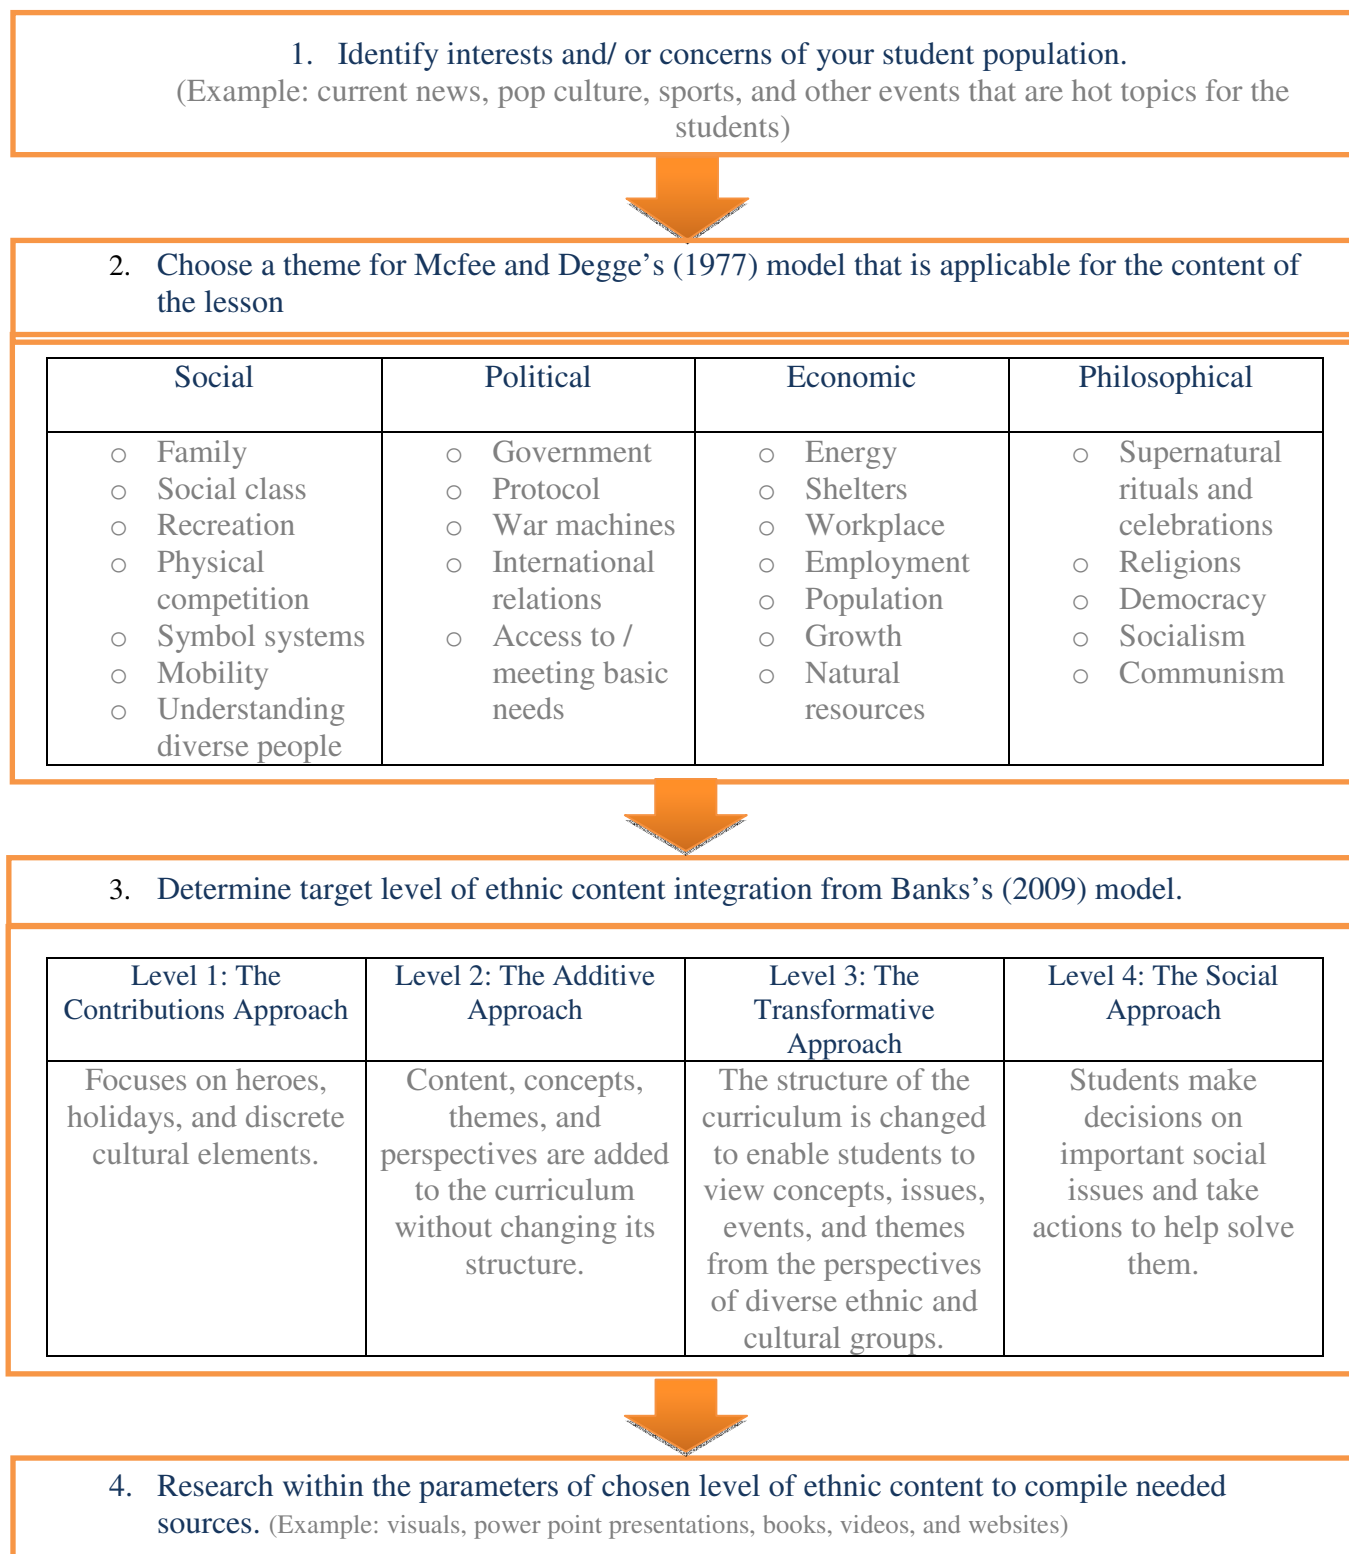 1. Identify interests and/ or concerns of your student population.
(Example: current news, pop culture, sports, and other events that are hot topics for the
students)
2. Choose a theme for Mcfee and Degge’s (1977) model that is applicable for the content of
the lesson
Social
○ Family
○ Social class
○ Recreation
○ Physical
competition
○ Symbol systems
○ Mobility
○ Understanding
diverse people
Political
○ Government
○ Protocol
○ War machines
○ International
relations
○ Access to /
meeting basic
needs
Economic
○ Energy
○ Shelters
○ Workplace
○ Employment
○ Population
○ Growth
○ Natural
resources
Philosophical
○ Supernatural
rituals and
celebrations
○ Religions
○ Democracy
○ Socialism
○ Communism
3. Determine target level of ethnic content integration from Banks’s (2009) model.
Level 1: The
Contributions Approach
Focuses on heroes,
holidays, and discrete
cultural elements.
Level 2: The Additive
Approach
Content, concepts,
themes, and
perspectives are added
to the curriculum
without changing its
structure.
Level 3: The
Transformative
Approach
The structure of the
curriculum is changed
to enable students to
view concepts, issues,
events, and themes
from the perspectives
of diverse ethnic and
cultural groups.
Level 4: The Social
Approach
Students make
decisions on
important social
issues and take
actions to help solve
them.
4. Research within the parameters of chosen level of ethnic content to compile needed
sources. (Example: visuals, power point presentations, books, videos, and websites)